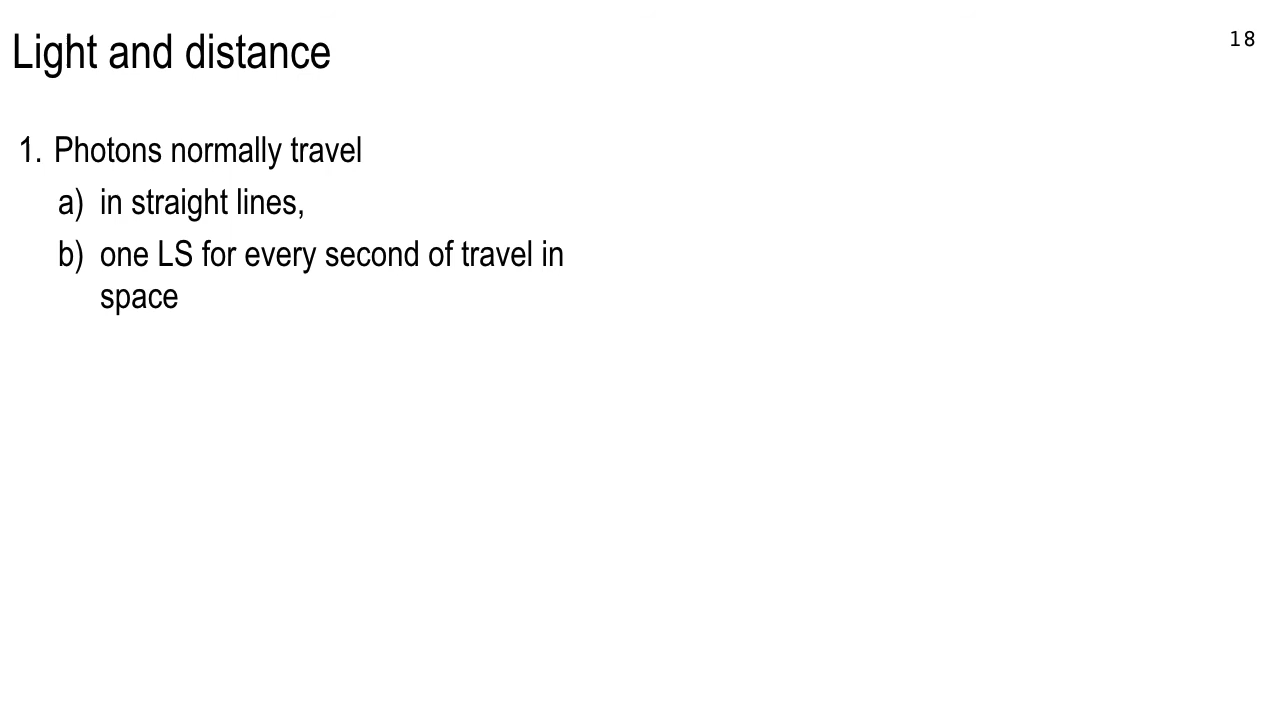 Light and distance
18
1. Photons normally travel
a) in straight lines,
b) one LS for every second of travel in
space